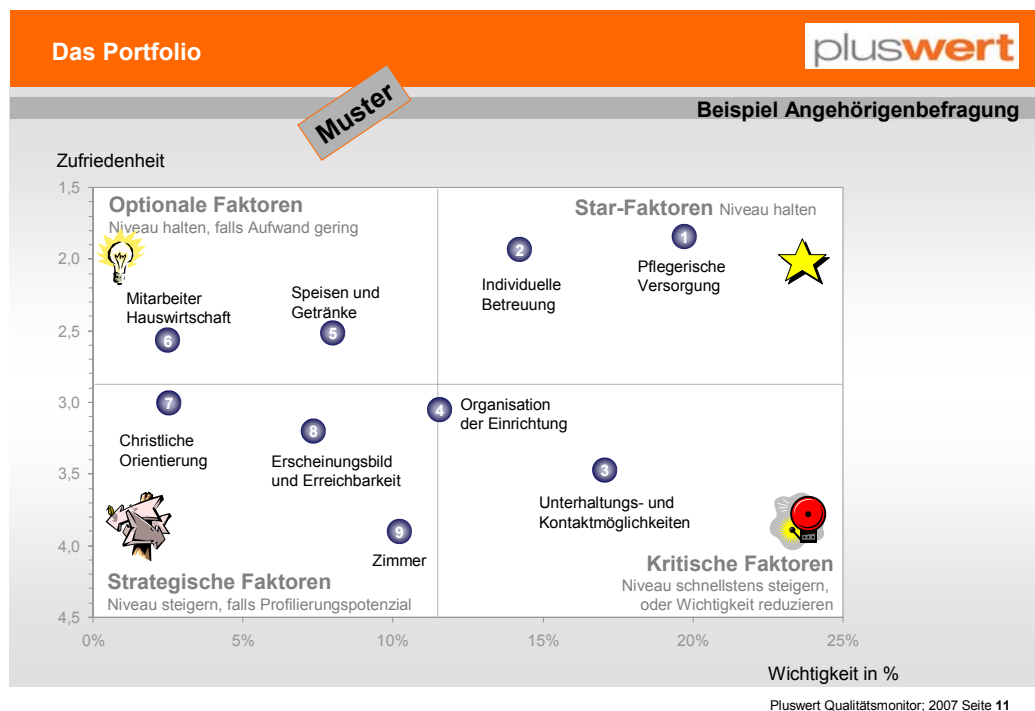 Das Portfolio
pluswert
Muster
Beispiel Angehörigenbefragung
Zufriedenheit
1,5
Optionale Faktoren
Niveau halten, falls Aufwand gering
Star-Faktoren Niveau halten
1
2
2,0
Pflegerische
Versorgung
Individuelle
Betreuung
Mitarbeiter
Hauswirtschaft
Speisen und
Getränke
2,5
5
6
3,0
7
4
Organisation
der Einrichtung
8
Christliche
Orientierung
Erscheinungsbild
und Erreichbarkeit
3,5
3
Unterhaltungs- und
Kontaktmöglichkeiten
9
4,0
Zimmer
Strategische Faktoren
Niveau steigern, falls Profilierungspotenzial
Kritische Faktoren
Niveau schnellstens steigern,
oder Wichtigkeit reduzieren
4,5
0% 5% 10% 15% 20% 25%
Wichtigkeit in %
Pluswert Qualitätsmonitor; 2007 Seite 11